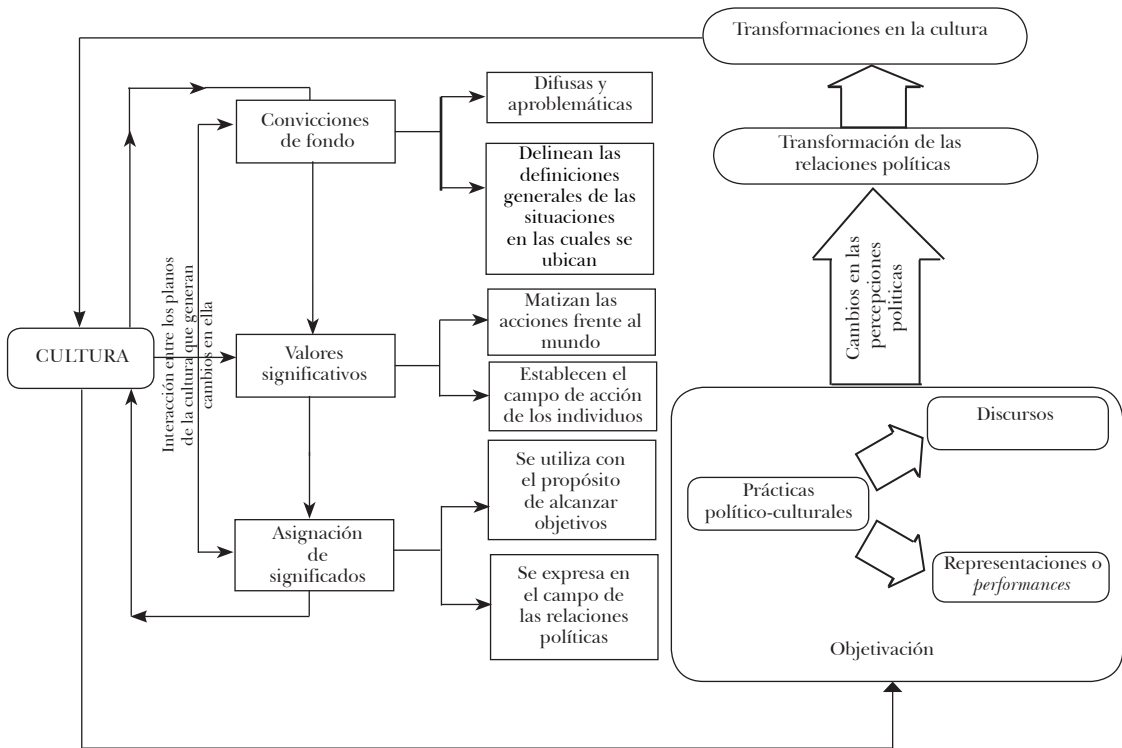 Transformaciones en la cultura
Transformación de las
relaciones políticas
Cambios en las
percepciones
politicas
Difusas y
aproblemáticas
Convicciones
de fondo
Delinean las
definiciones
generales de las
situaciones
en las cuales se
ubican
Interacción entre los planos
de la cultura que generan
cambios en ella
CULTURA
Valores
significativos
Matizan las
acciones frente al
mundo
Establecen el
campo de acción
de los individuos
Se utiliza con
el propósito
de alcanzar
objetivos
Asignación
de
significados
Se expresa en
el campo de
las relaciones
políticas
Discursos
Prácticas
político-culturales
Representaciones o
performances
Objetivación